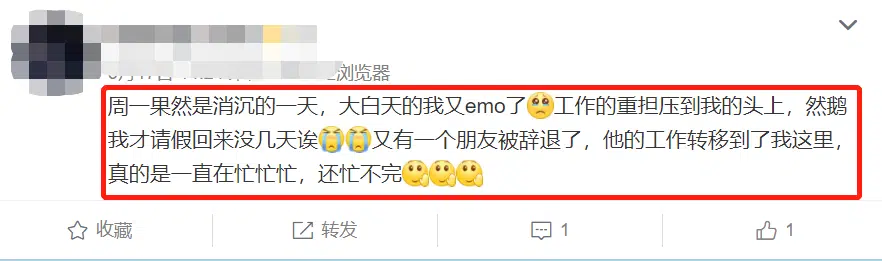 浏览器
周一果然是消沉的一天，大白天的我又emo了🥺工作的重担压到我的头上，然鹅
我才请假回来没几天诶😭😭又有一个朋友被辞退了，他的工作转移到了我这里，
真的是一直在忙忙忙，还忙不完
收藏 转发 1 1